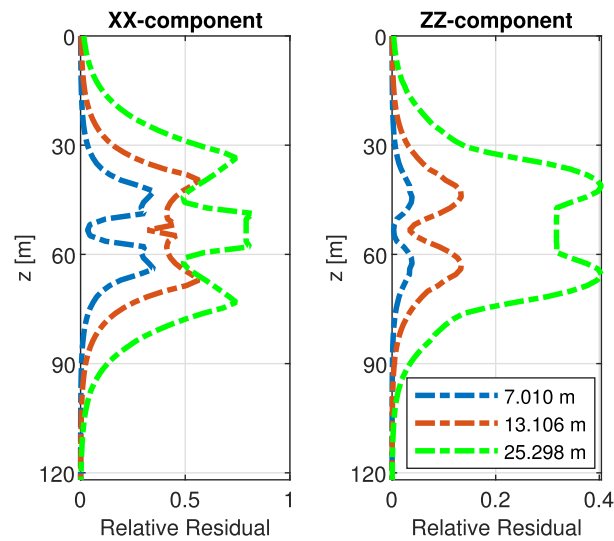 XX-component
ZZ-component
0
30
60
90
120
z [m]
0
0.5
1
Relative Residual
0
30
60
90
120
z [m]
0
0.2
0.4
Relative Residual
7.010 m
13.106 m
25.298 m